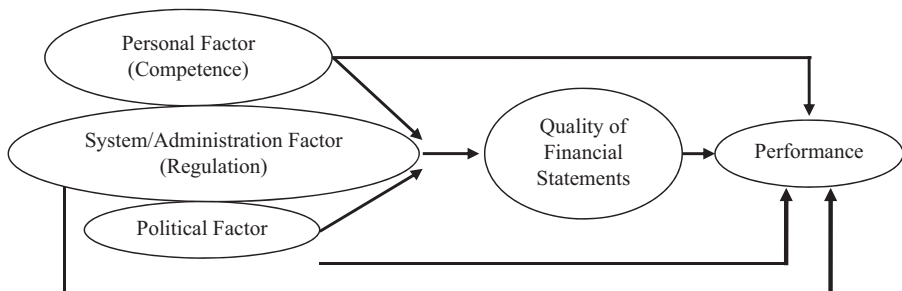 Personal Factor
(Competence)
System/Administration Factor
(Regulation)
Political Factor
Quality of
Financial
Statements
Performance